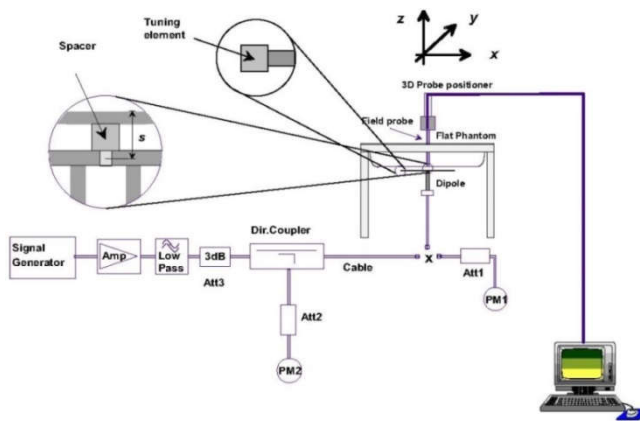 Tuning
element
Spacer
s
z
y
x
3D Probe positioner
Field probe
Flat Phantom
Dipole
Signal
Generator
Amp
Low
Pass
3dB
Att3
Dir.Coupler
Cable
x
Att1
PM1
Att2
PM2